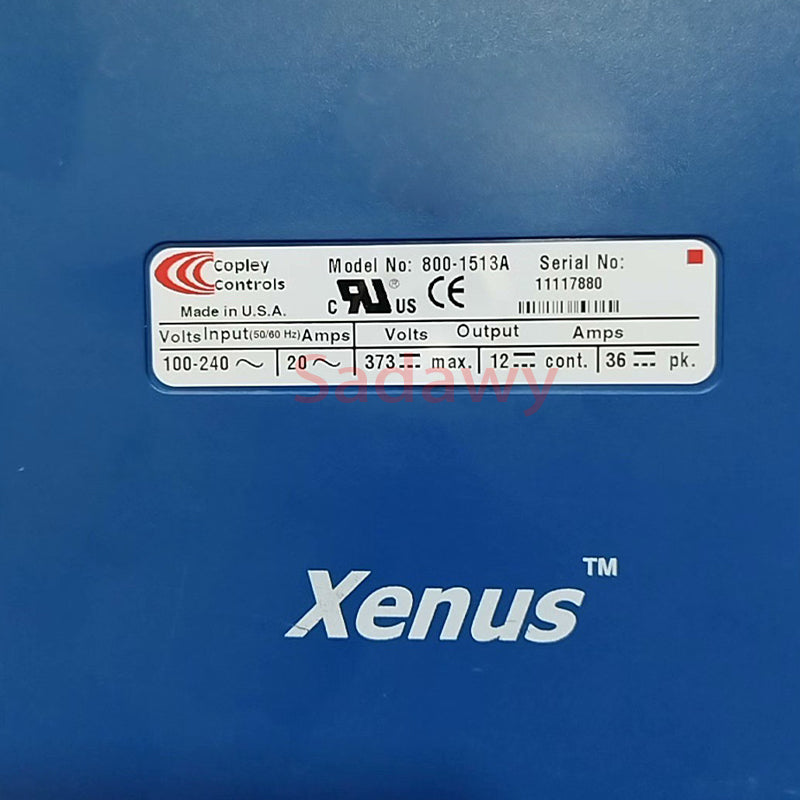 Copley Controls
Model No: 800-1513A
Serial No: 11117880
C RU® US CE
Made in U.S.A.
Volts Input (50/60 Hz) Amps
Volts Output Amps
100-240 ~ 20 ~ 373 ⎓ max. 12 ⎓ cont. 36 ⎓ pk.
Sadawy
Xenus™